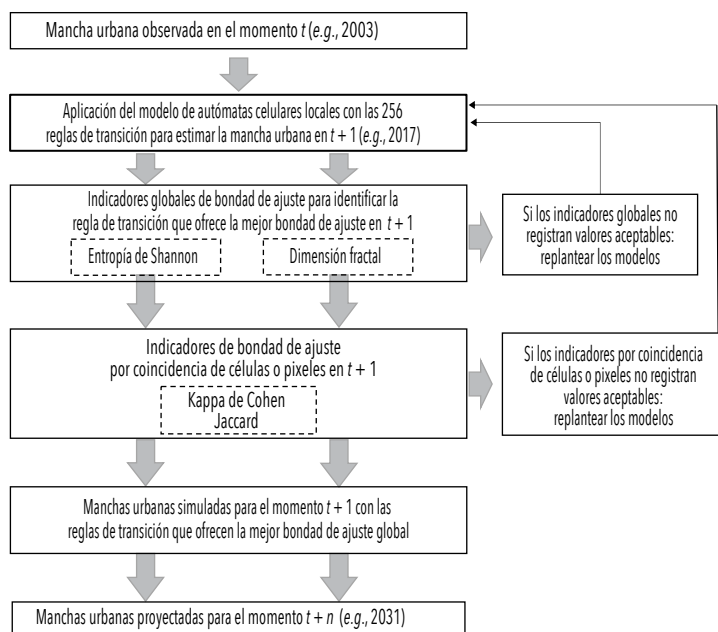 Mancha urbana observada en el momento t (e.g., 2003)
Aplicación del modelo de autómatas celulares locales con las 256
reglas de transición para estimar la mancha urbana en t + 1 (e.g., 2017)
Indicadores globales de bondad de ajuste para identificar la
regla de transición que ofrece la mejor bondad de ajuste en t + 1
Entropía de Shannon
Dimensión fractal
Si los indicadores globales no
registran valores aceptables:
replantear los modelos
Indicadores de bondad de ajuste
por coincidencia de células o pixeles en t + 1
Kappa de Cohen
Jaccard
Si los indicadores por coincidencia
de células o pixeles no registran
valores aceptables:
replantear los modelos
Manchas urbanas simuladas para el momento t + 1 con las
reglas de transición que ofrecen la mejor bondad de ajuste global
Manchas urbanas proyectadas para el momento t + n (e.g., 2031)